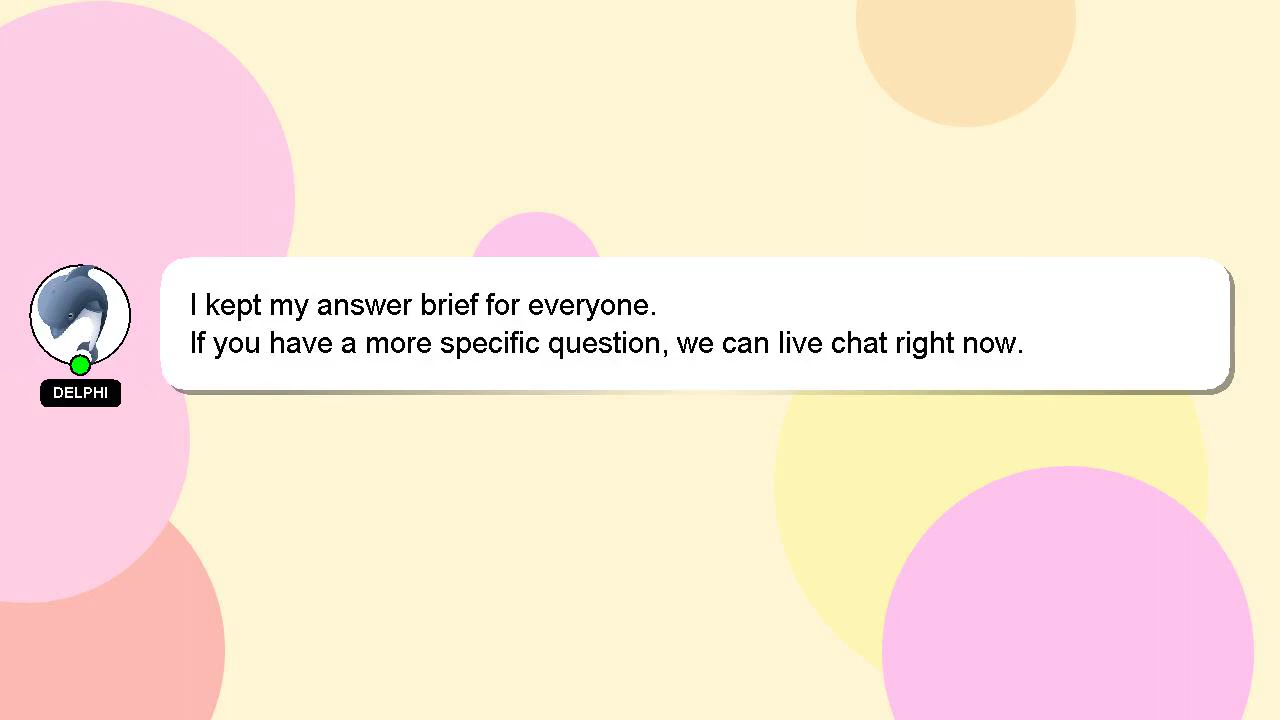 I kept my answer brief for everyone.
If you have a more specific question, we can live chat right now.
DELPHI